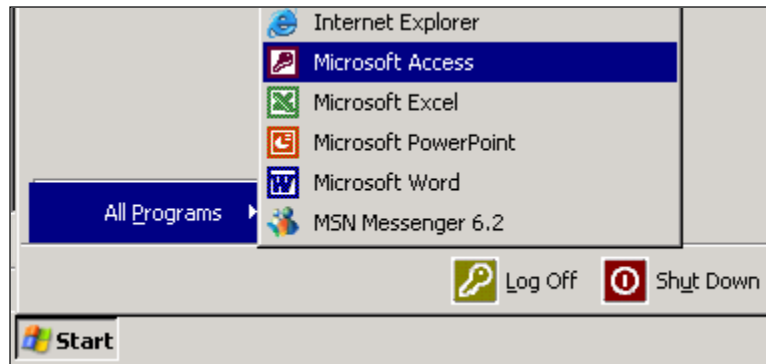 Internet Explorer
Microsoft Access
Microsoft Excel
Microsoft PowerPoint
Microsoft Word
All Programs
MSN Messenger 6.2
Log Off
Shut Down
Start